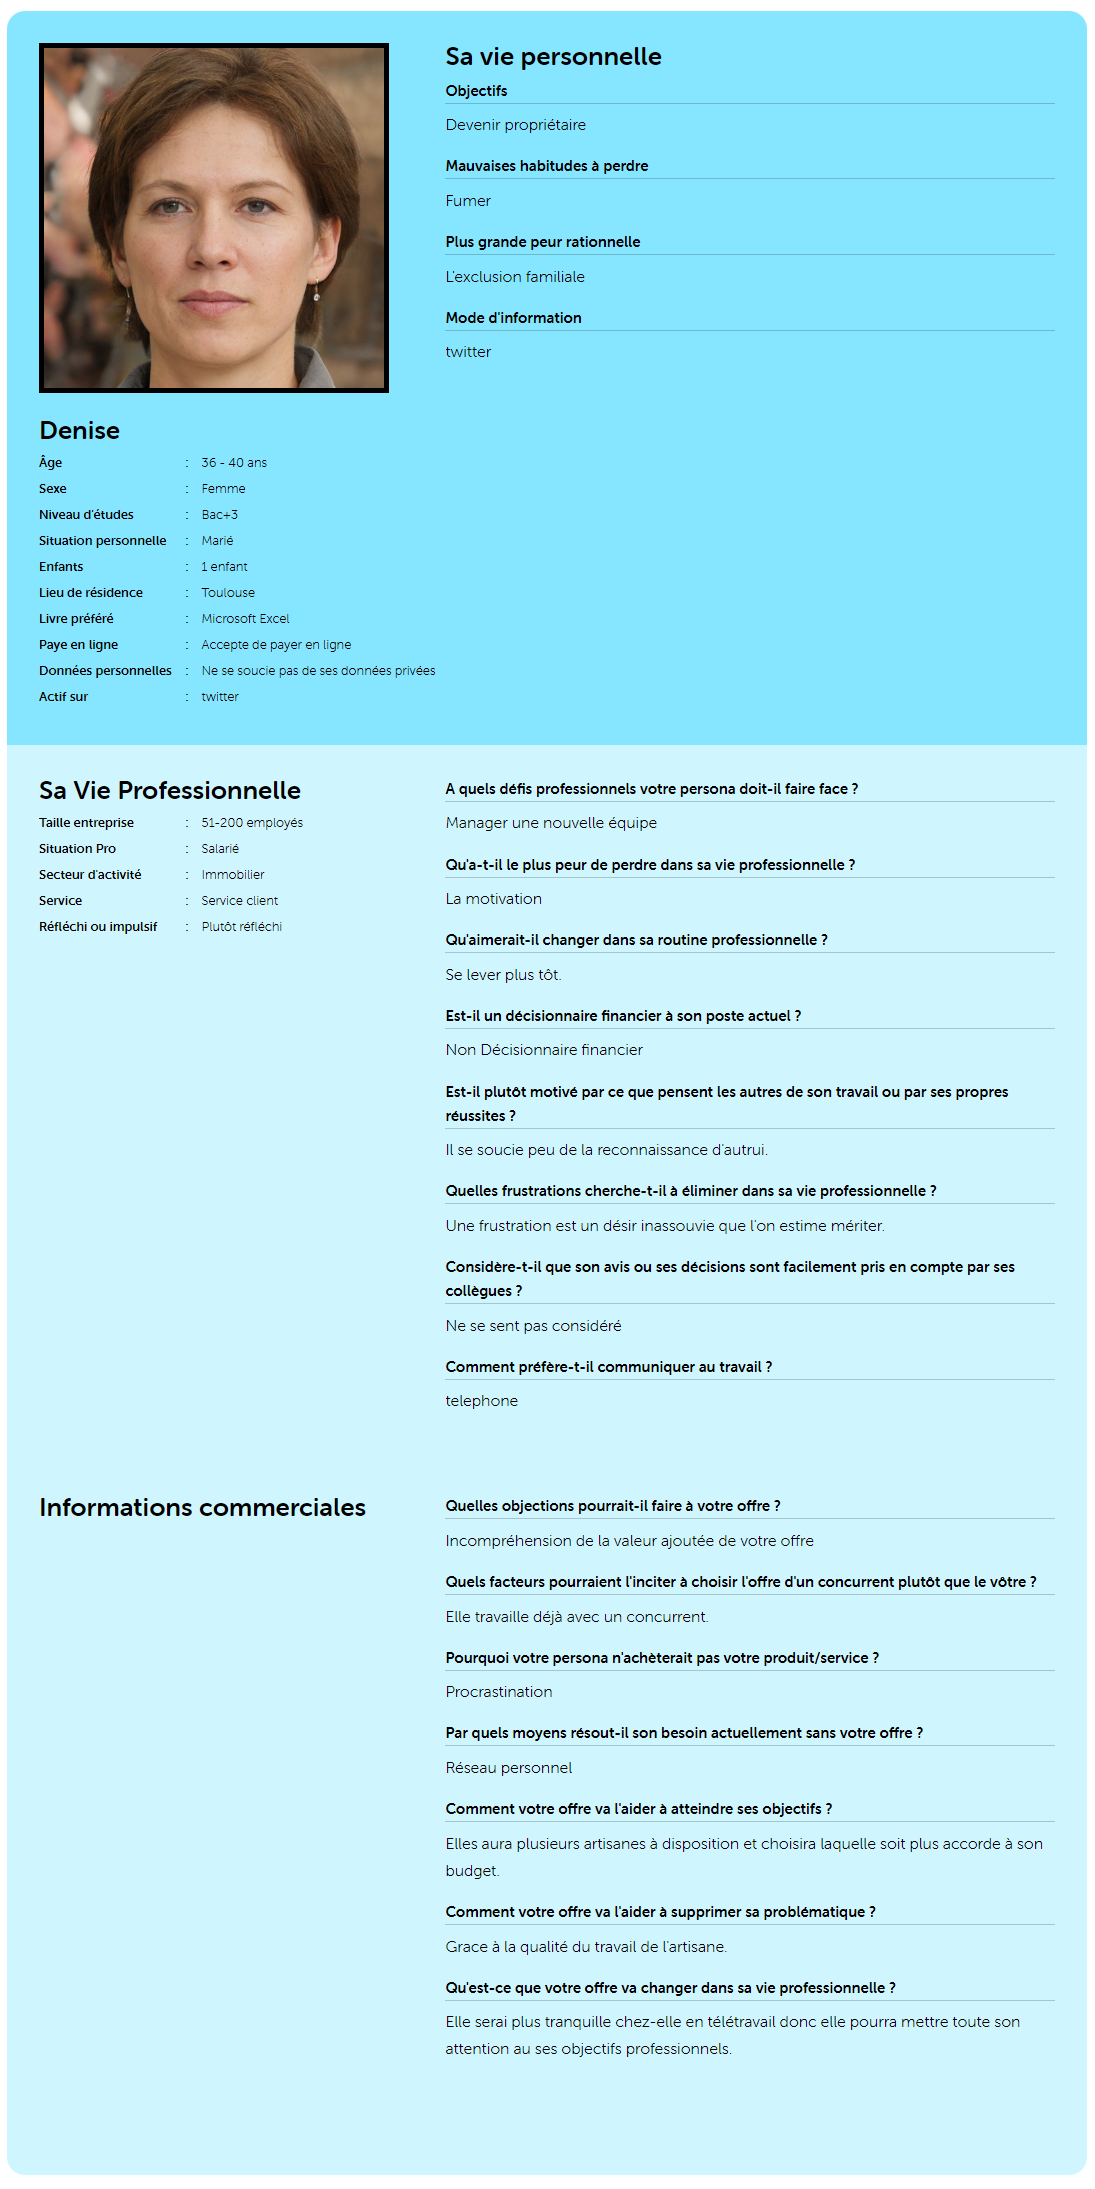 Sa vie personnelle
Objectifs
Devenir propriétaire
Mauvaises habitudes à perdre
Fumer
Plus grande peur rationnelle
L'exclusion familiale
Mode d'information
twitter
Denise
Âge : 36 - 40 ans
Sexe : Femme
Niveau d'études : Bac+3
Situation personnelle : Marié
Enfants : 1 enfant
Lieu de résidence : Toulouse
Livre préféré : Microsoft Excel
Paye en ligne : Accepte de payer en ligne
Données personnelles : Ne se soucie pas de ses données privées
Actif sur : twitter
Sa Vie Professionnelle
Taille entreprise : 51-200 employés
Situation Pro : Salarié
Secteur d'activité : Immobilier
Service : Service client
Réfléchi ou impulsif : Plutôt réfléchi
A quels défis professionnels votre persona doit-il faire face ?
Manager une nouvelle équipe
Qu'a-t-il le plus peur de perdre dans sa vie professionnelle ?
La motivation
Qu'aimerait-il changer dans sa routine professionnelle ?
Se lever plus tôt.
Est-il un décisionnaire financier à son poste actuel ?
Non Décisionnaire financier
Est-il plutôt motivé par ce que pensent les autres de son travail ou par ses propres
réussites ?
Il se soucie peu de la reconnaissance d'autrui.
Quelles frustrations cherche-t-il à éliminer dans sa vie professionnelle ?
Une frustration est un désir inassouvie que l'on estime mériter.
Considère-t-il que son avis ou ses décisions sont facilement pris en compte par ses
collègues ?
Ne se sent pas considéré
Comment préfère-t-il communiquer au travail ?
telephone
Informations commerciales
Quelles objections pourrait-il faire à votre offre ?
Incompréhension de la valeur ajoutée de votre offre
Quels facteurs pourraient l'inciter à choisir l'offre d'un concurrent plutôt que le vôtre ?
Elle travaille déjà avec un concurrent.
Pourquoi votre persona n'achèterait pas votre produit/service ?
Procrastination
Par quels moyens résout-il son besoin actuellement sans votre offre ?
Réseau personnel
Comment votre offre va l'aider à atteindre ses objectifs ?
Elles aura plusieurs artisanes à disposition et choisira laquelle soit plus accorde à son
budget.
Comment votre offre va l'aider à supprimer sa problématique ?
Grace à la qualité du travail de l'artisane.
Qu'est-ce que votre offre va changer dans sa vie professionnelle ?
Elle serai plus tranquille chez-elle en télétravail donc elle pourra mettre toute son
attention au ses objectifs professionnels.